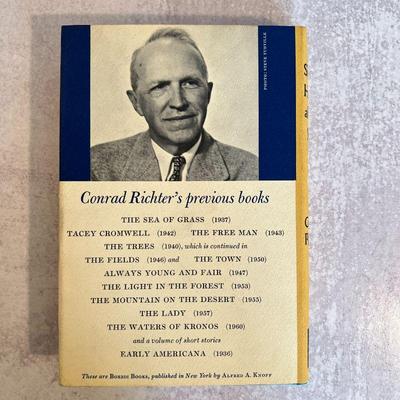 PHOTO: STEVE TURVILLE
Conrad Richter's previous books
THE SEA OF GRASS (1937)
TACEY CROMWELL (1942) THE FREE MAN (1943)
THE TREES (1940), which is continued in
THE FIELDS (1946) and THE TOWN (1950)
ALWAYS YOUNG AND FAIR (1947)
THE LIGHT IN THE FOREST (1953)
THE MOUNTAIN ON THE DESERT (1955)
THE LADY (1957)
THE WATERS OF KRONOS (1960)
and a volume of short stories
EARLY AMERICANA (1936)
These are BORZOI BOOKS, published in New York by ALFRED A. KNOPF